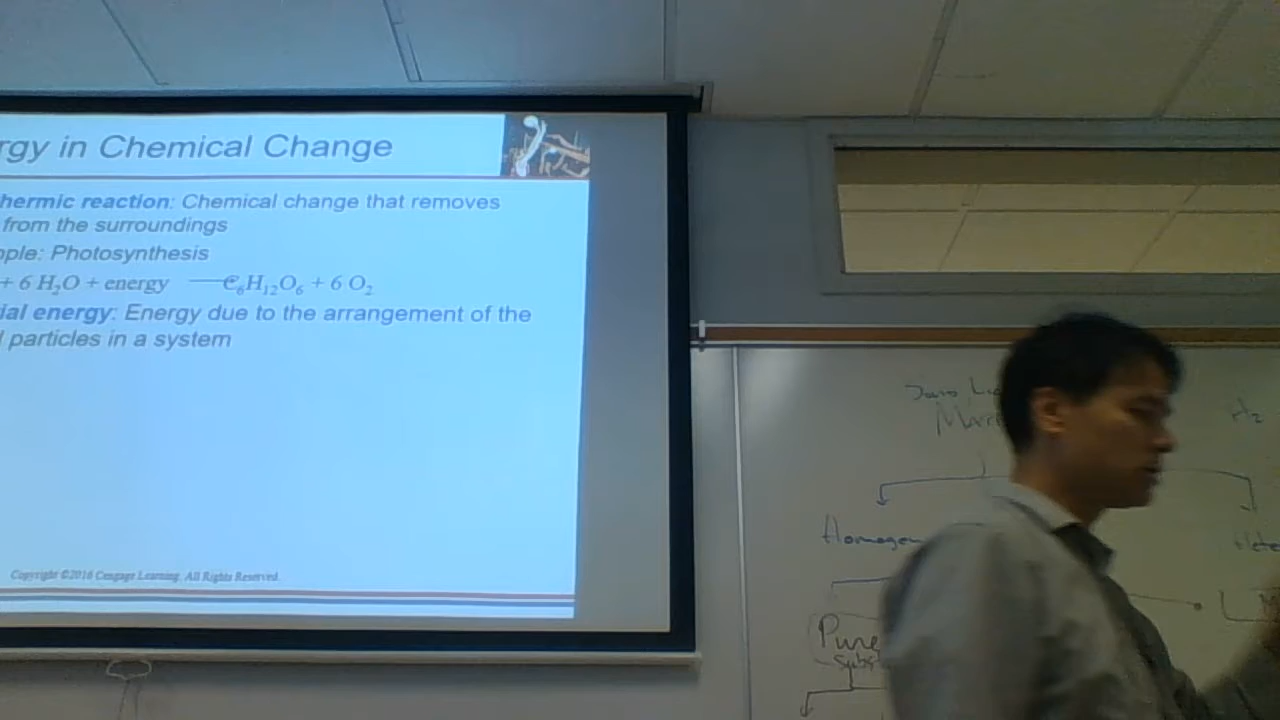 rgy in Chemical Change
hermic reaction: Chemical change that removes
from the surroundings
ple: Photosynthesis
+ 6 H₂O + energy ⟶ C₆H₁₂O₆ + 6 O₂
ial energy: Energy due to the arrangement of the
particles in a system
Copyright ©2016 Cengage Learning. All Rights Reserved.
H₂
Homogen
Hete
Pure
subs